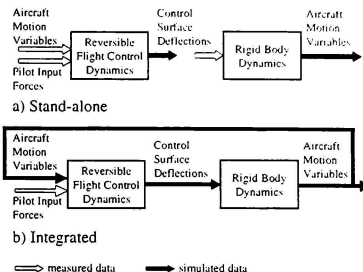 Aircraft
Motion
Variables
Pilot Input
Forces
Reversible
Flight Control
Dynamics
Control
Surface
Deflections
Rigid Body
Dynamics
Aircraft
Motion
Variables
a) Stand-alone
Aircraft
Motion
Variables
Pilot Input
Forces
Reversible
Flight Control
Dynamics
Control
Surface
Deflections
Rigid Body
Dynamics
Aircraft
Motion
Variables
b) Integrated
measured data
simulated data